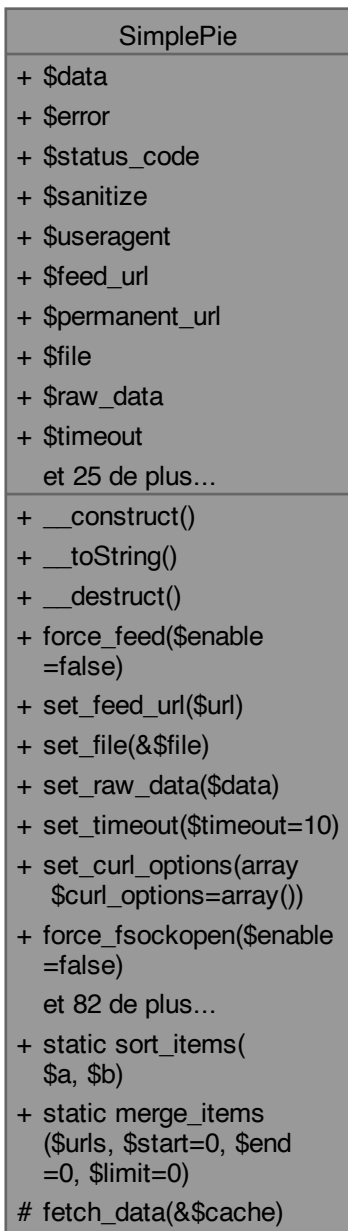 SimplePie
+ $data
+ $error
+ $status_code
+ $sanitize
+ $useragent
+ $feed_url
+ $permanent_url
+ $file
+ $raw_data
+ $timeout
et 25 de plus...
+ __construct()
+ __toString()
+ __destruct()
+ force_feed($enable
=false)
+ set_feed_url($url)
+ set_file(&$file)
+ set_raw_data($data)
+ set_timeout($timeout=10)
+ set_curl_options(array
$curl_options=array())
+ force_fsockopen($enable
=false)
et 82 de plus...
+ static sort_items(
$a, $b)
+ static merge_items
($urls, $start=0, $end
=0, $limit=0)
# fetch_data(&$cache)